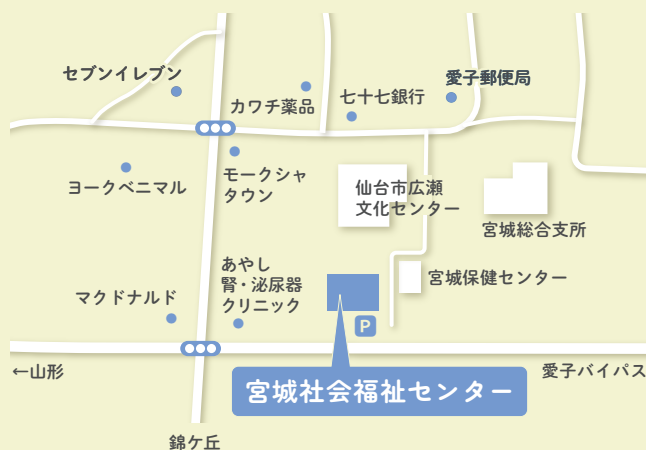 セブンイレブン
カワチ薬品
七十七銀行
愛子郵便局
ヨークベニマル
モークシャ
タウン
仙台市広瀬
文化センター
宮城総合支所
あやし
腎・泌尿器
クリニック
宮城保健センター
マクドナルド
P
←山形
愛子バイパス
宮城社会福祉センター
錦ケ丘